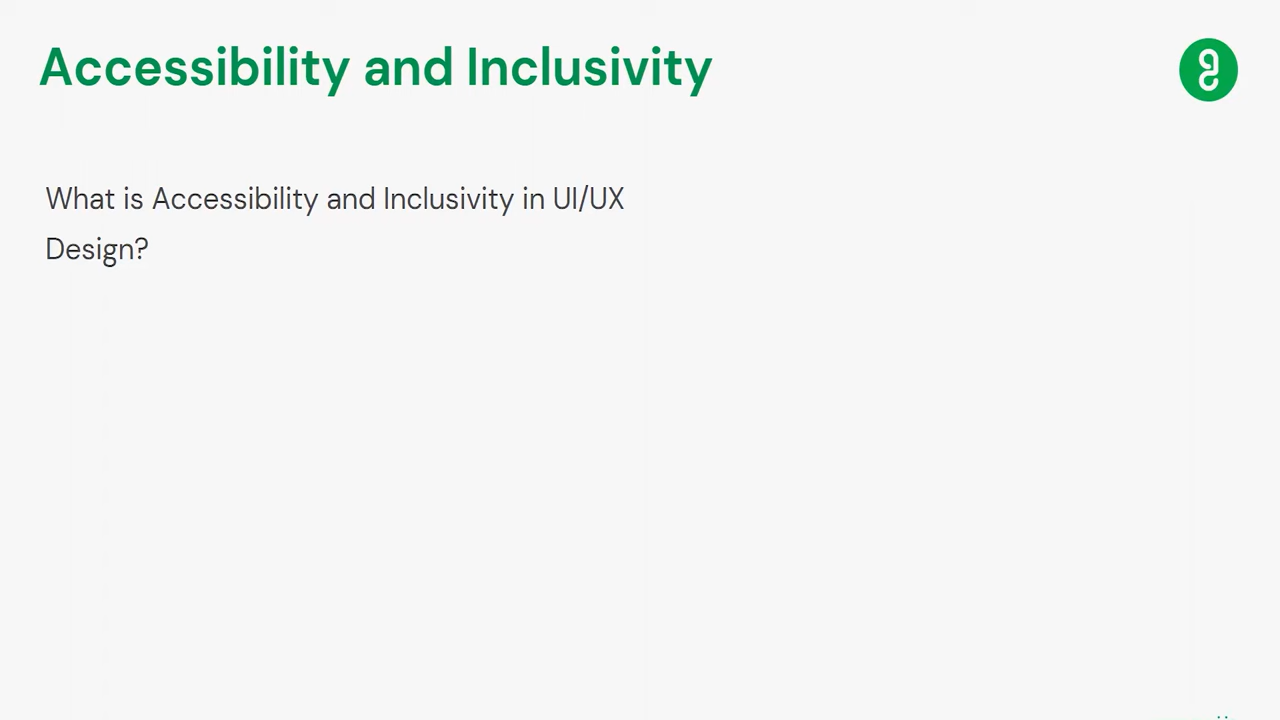 Accessibility and Inclusivity
What is Accessibility and Inclusivity in UI/UX
Design?